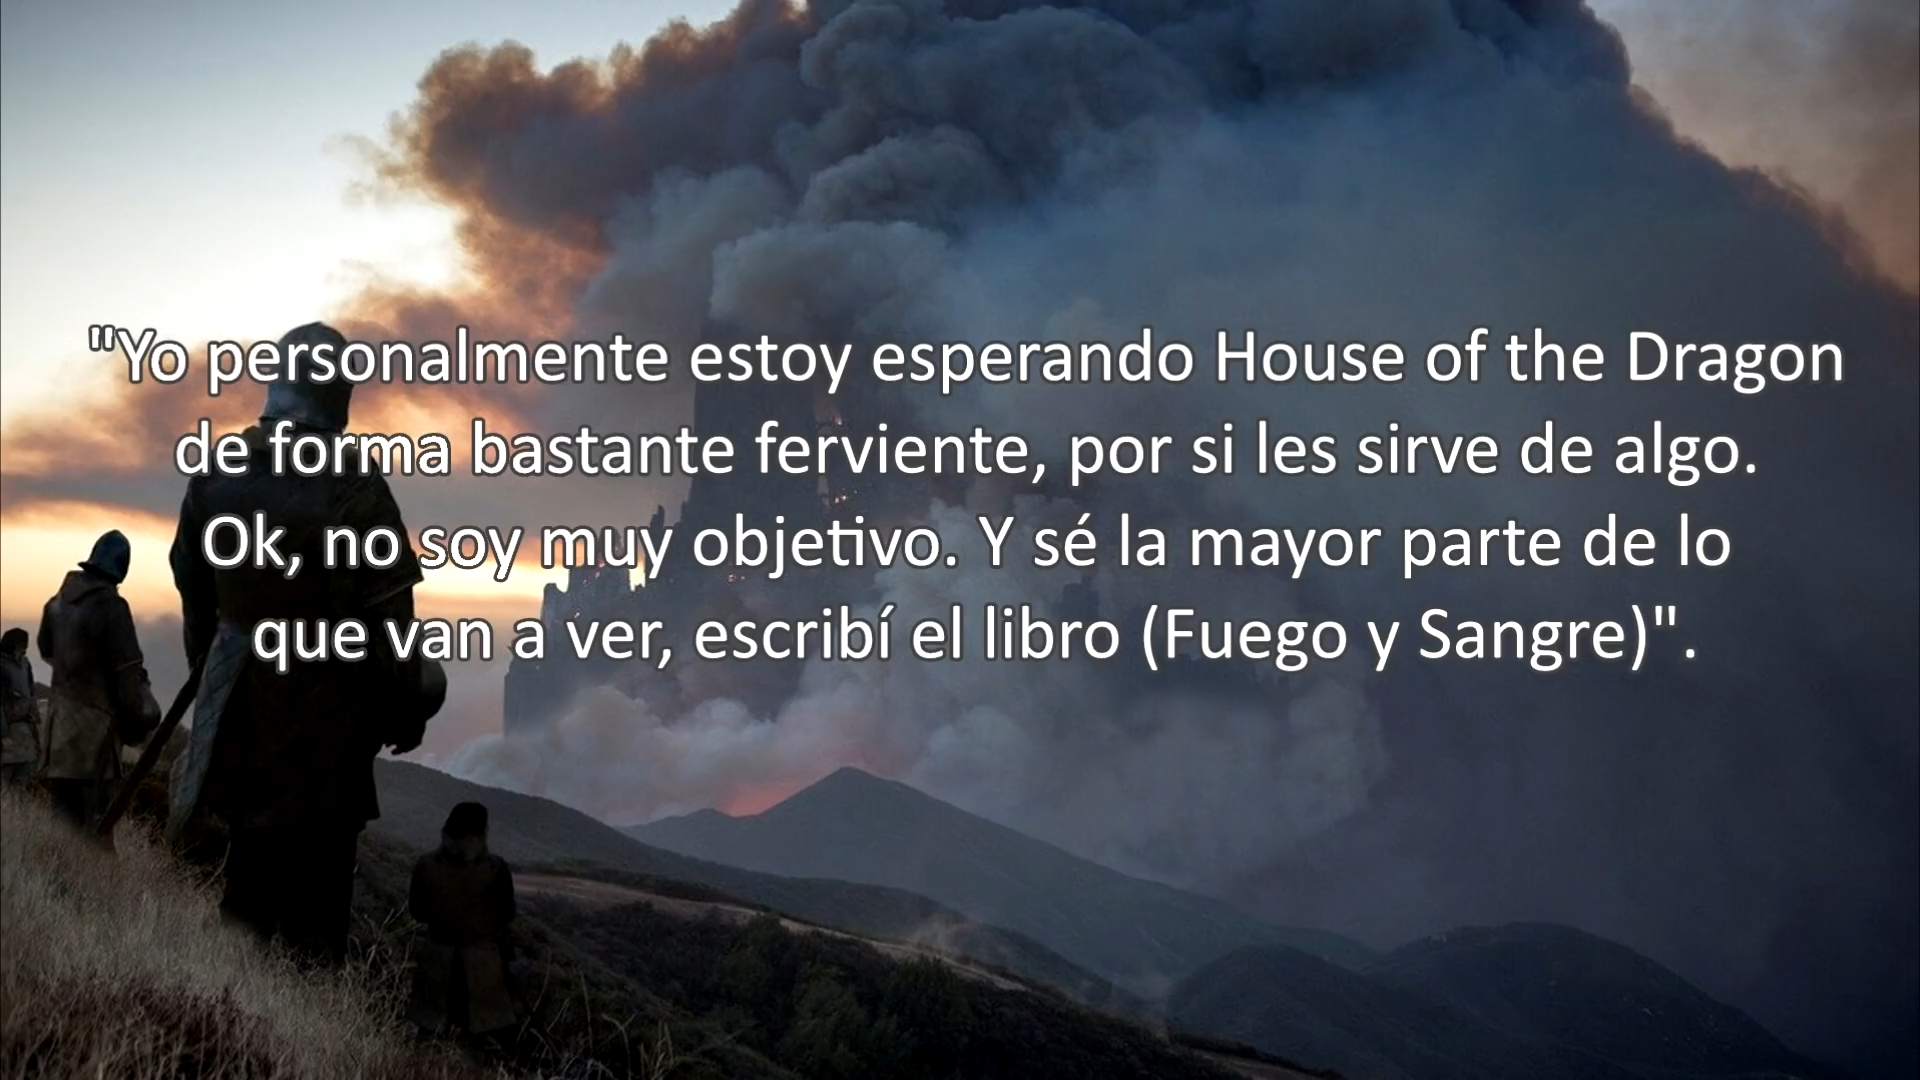 "Yo personalmente estoy esperando House of the Dragon
de forma bastante ferviente, por si les sirve de algo.
Ok, no soy muy objetivo. Y sé la mayor parte de lo
que van a ver, escribí el libro (Fuego y Sangre)".